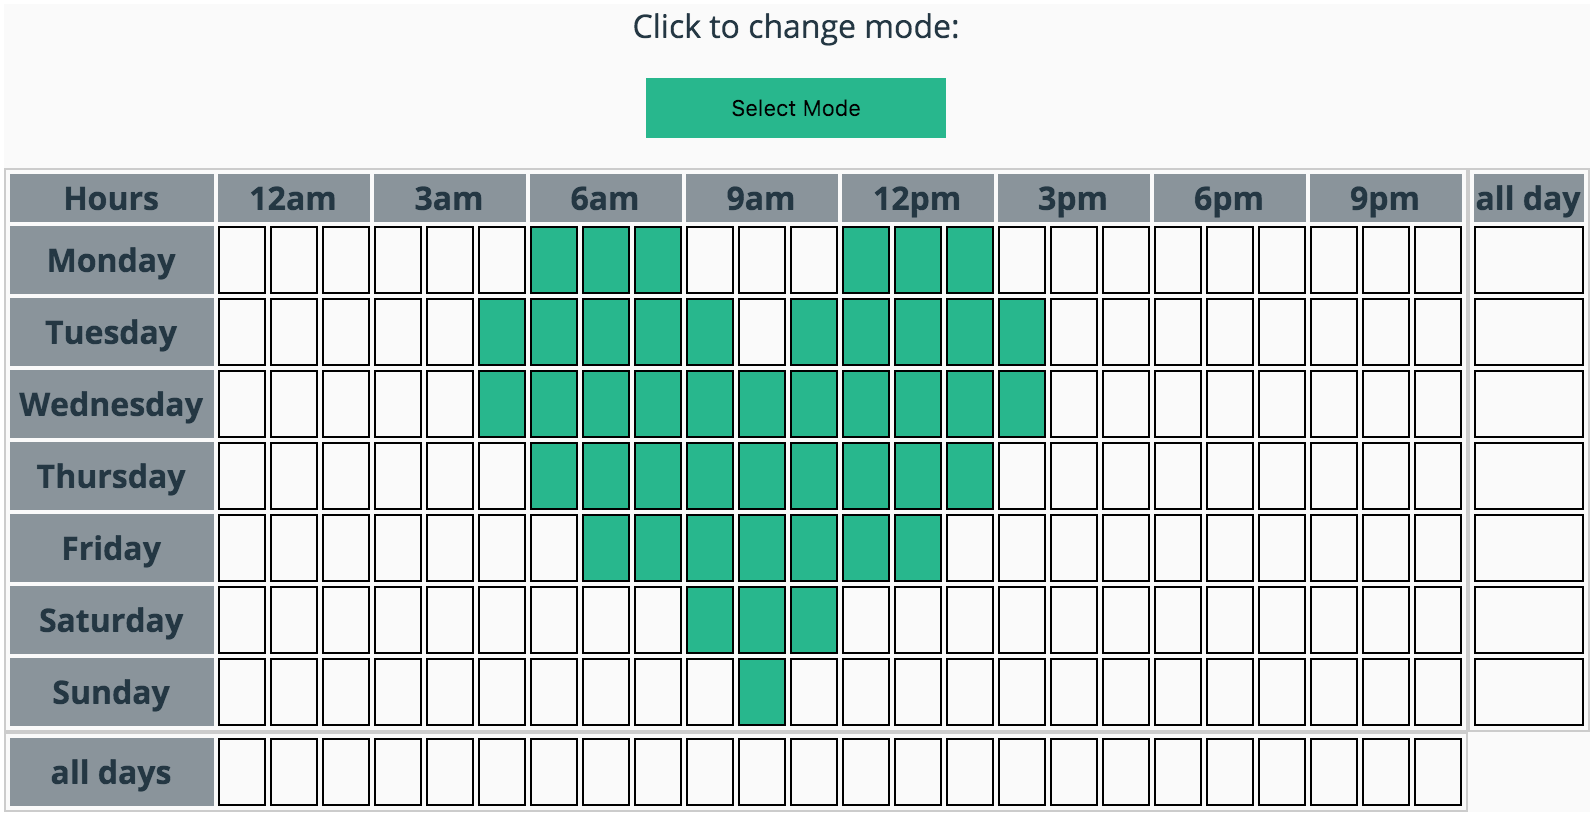 Click to change mode:
Select Mode
Hours 12am 3am 6am 9am 12pm 3pm 6pm 9pm all day
Monday
Tuesday
Wednesday
Thursday
Friday
Saturday
Sunday
all days